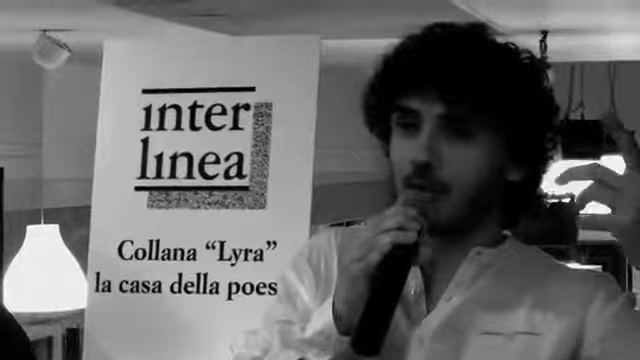 inter
linea
Collana “Lyra”
la casa della poes